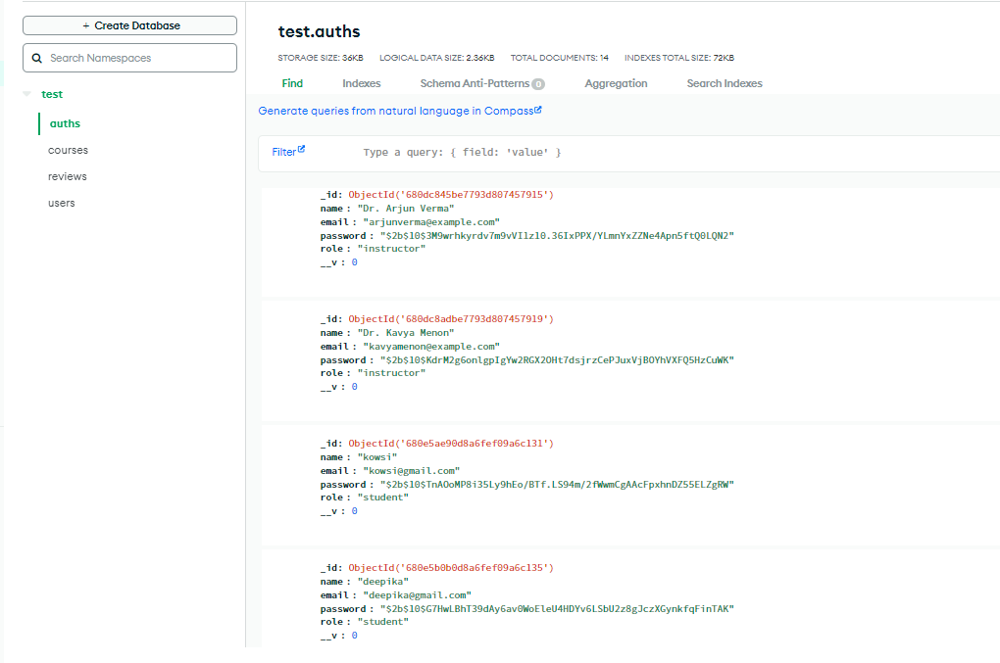 + Create Database
Search Namespaces
test
auths
courses
reviews
users
test.auths
STORAGE SIZE: 36KB LOGICAL DATA SIZE: 2.36KB TOTAL DOCUMENTS: 14 INDEXES TOTAL SIZE: 72KB
Find Indexes Schema Anti-Patterns 0 Aggregation Search Indexes
Generate queries from natural language in Compass
Filter Type a query: { field: 'value' }
_id: ObjectId('680dc845be7793d807457915')
name : "Dr. Arjun Verma"
email : "arjunverma@example.com"
password : "$2b$10$3M9wrhkyrdv7m9vVI1z10.36IxPPX/YLmnYxZZNe4Apn5ftQ0LQN2"
role : "instructor"
__v : 0
_id: ObjectId('680dc8adbe7793d807457919')
name : "Dr. Kavya Menon"
email : "kavyamenon@example.com"
password : "$2b$10$KdrM2g6onlgpIgYw2RGX2OHt7dsjrzCePJuxVjBOYhVXFQ5HzCuWK"
role : "instructor"
__v : 0
_id: ObjectId('680e5ae90d8a6fef09a6c131')
name : "kowsi"
email : "kowsi@gmail.com"
password : "$2b$10$TnAOoMP8i35Ly9hEo/BTf.LS94m/2fWwmCgAAcFpxhnDZ55ELZgRW"
role : "student"
__v : 0
_id: ObjectId('680e5b0b0d8a6fef09a6c135')
name : "deepika"
email : "deepika@gmail.com"
password : "$2b$10$G7HwLBhT39dAy6av0WoEleU4HDYv6LSbU2z8gJczXGynkfqFinTAK"
role : "student"
__v : 0